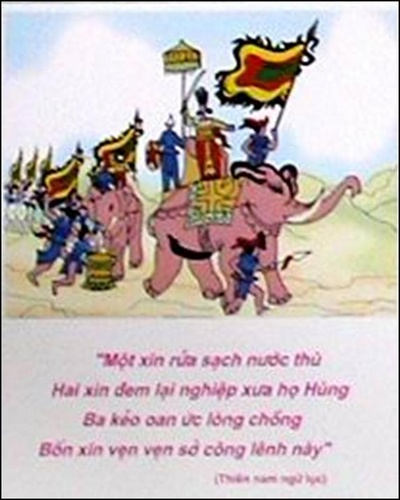 "Một xin rửa sạch nước thù
Hai xin đem lại nghiệp xưa họ Hùng
Ba kẻo oan ức lòng chồng
Bốn xin vẻn vẹn sở công lênh này"
(Thiên nam ngữ lục)